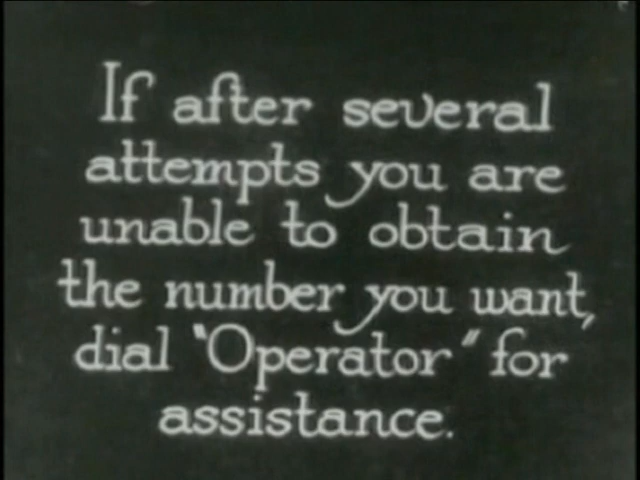 If after several
attempts you are
unable to obtain
the number you want,
dial "Operator" for
assistance.